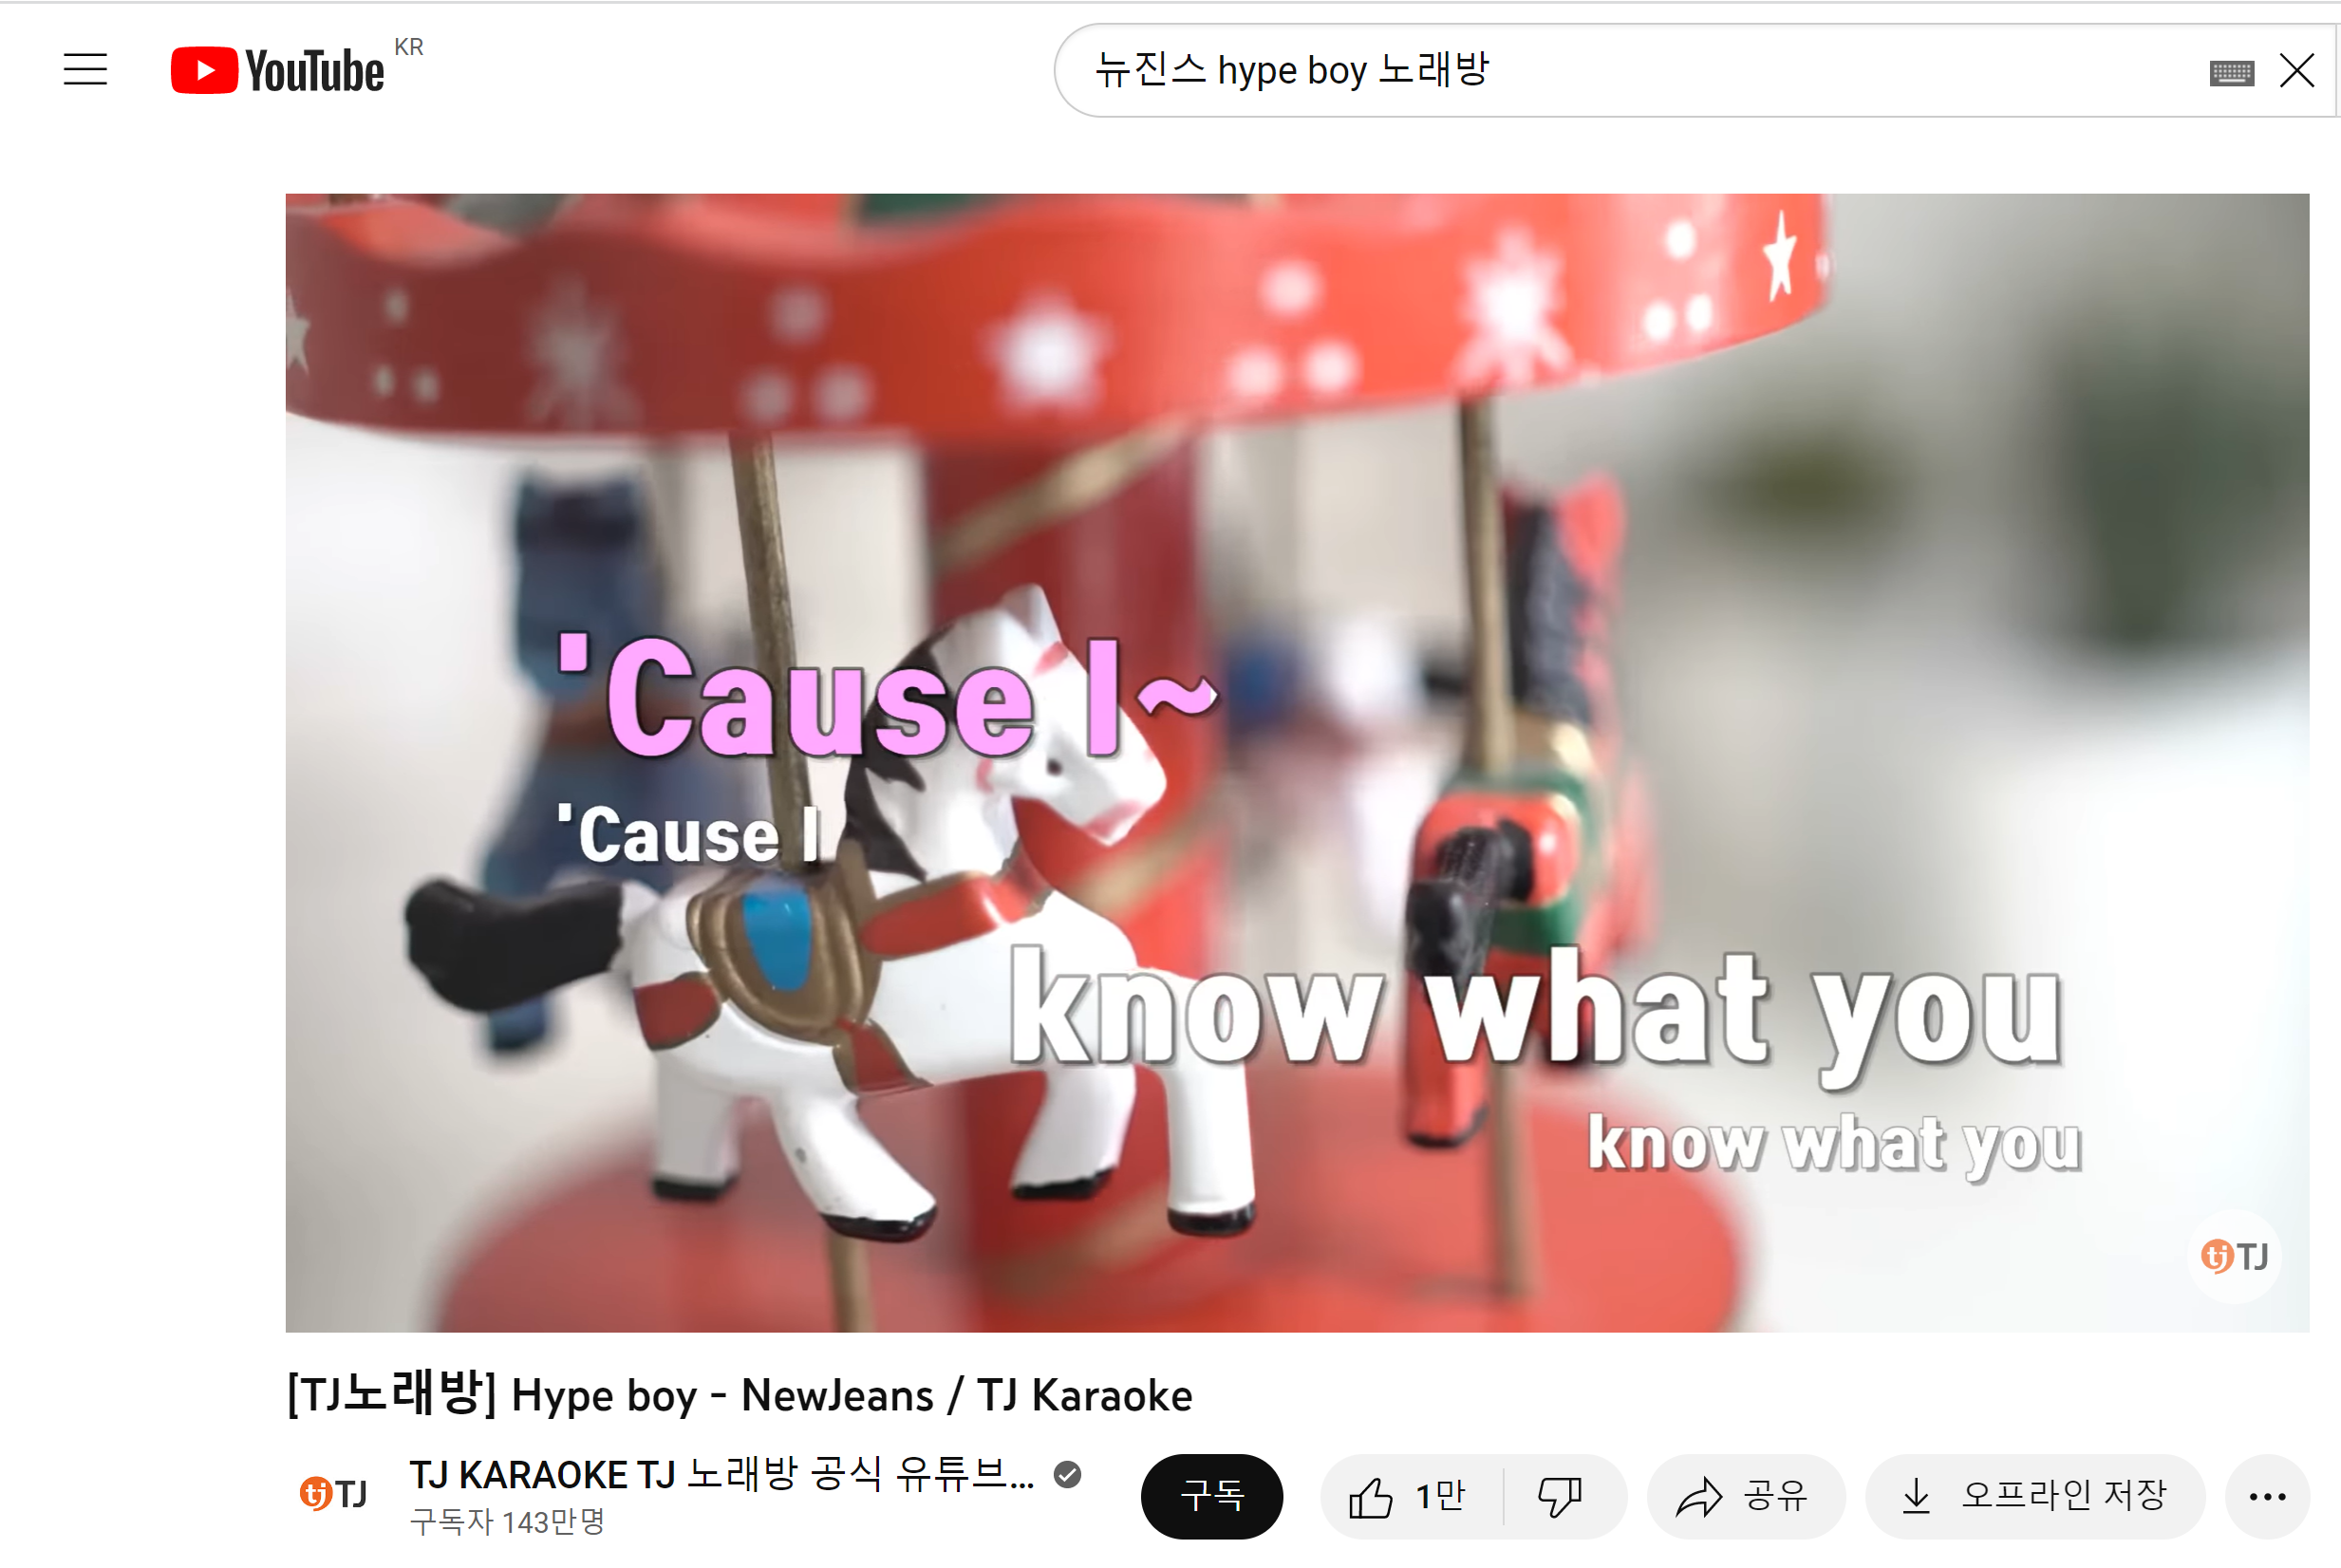 YouTube KR
뉴진스 hype boy 노래방
'Cause I~
'Cause I
know what you
know what you
tj TJ
[TJ노래방] Hype boy - NewJeans / TJ Karaoke
tj TJ
TJ KARAOKE TJ 노래방 공식 유튜브...
구독자 143만명
구독
1만
공유
오프라인 저장